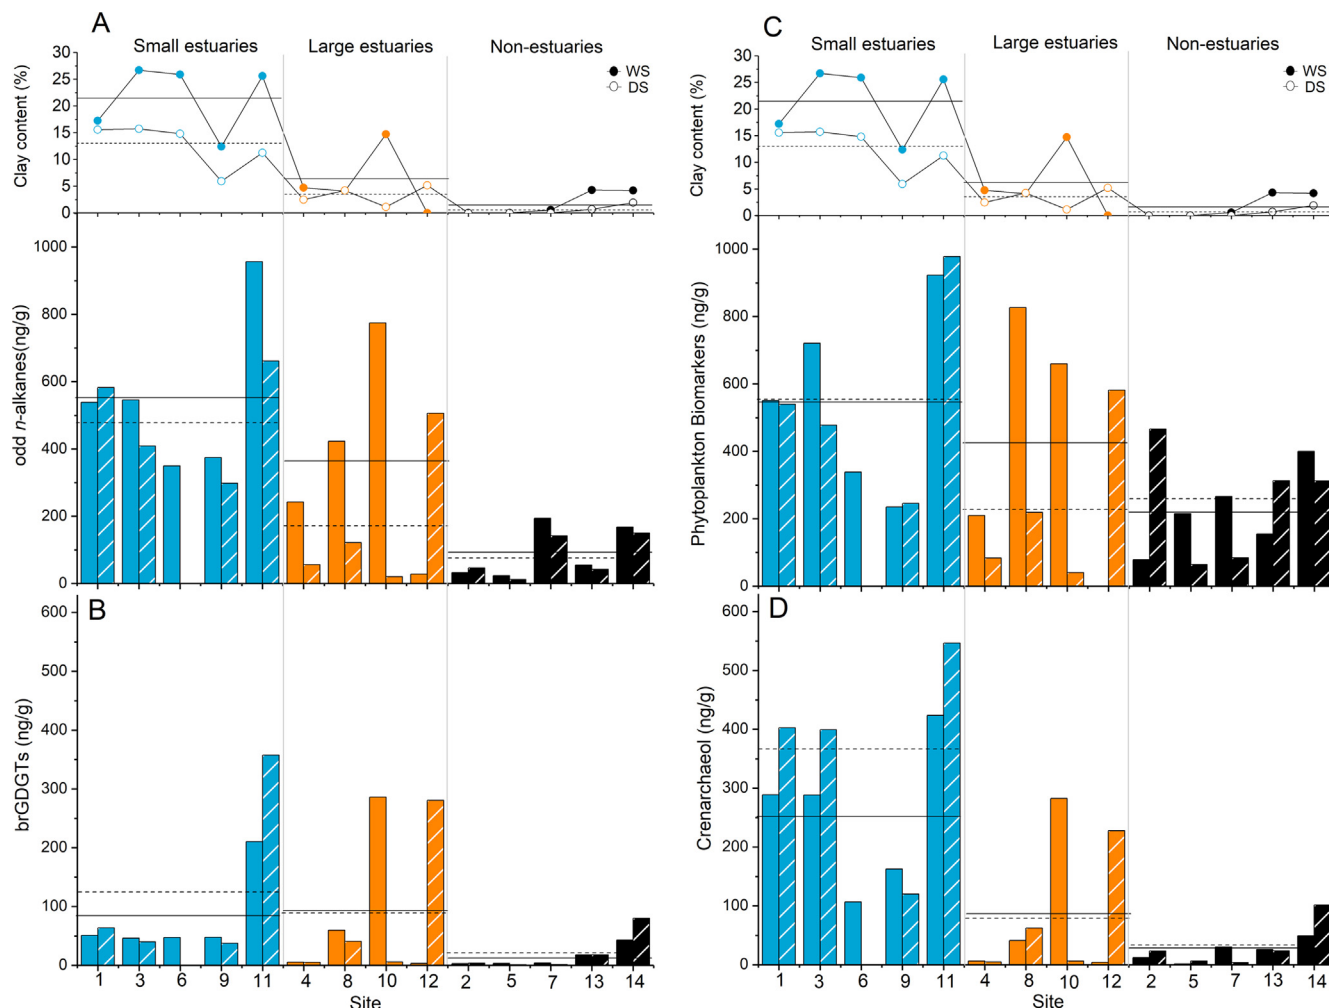 A
Small estuaries Large estuaries Non-estuaries
WS
DS
Clay content (%)
30
25
20
15
10
5
0
odd n-alkanes(ng/g)
1000
800
600
400
200
0
B
brGDGTs (ng/g)
600
500
400
300
200
100
0
1 3 6 9 11 4 8 10 12 2 5 7 13 14
Site
C
Small estuaries Large estuaries Non-estuaries
WS
DS
Clay content (%)
30
25
20
15
10
5
0
Phytoplankton Biomarkers (ng/g)
1000
800
600
400
200
0
D
Crenarchaeol (ng/g)
600
500
400
300
200
100
0
1 3 6 9 11 4 8 10 12 2 5 7 13 14
Site